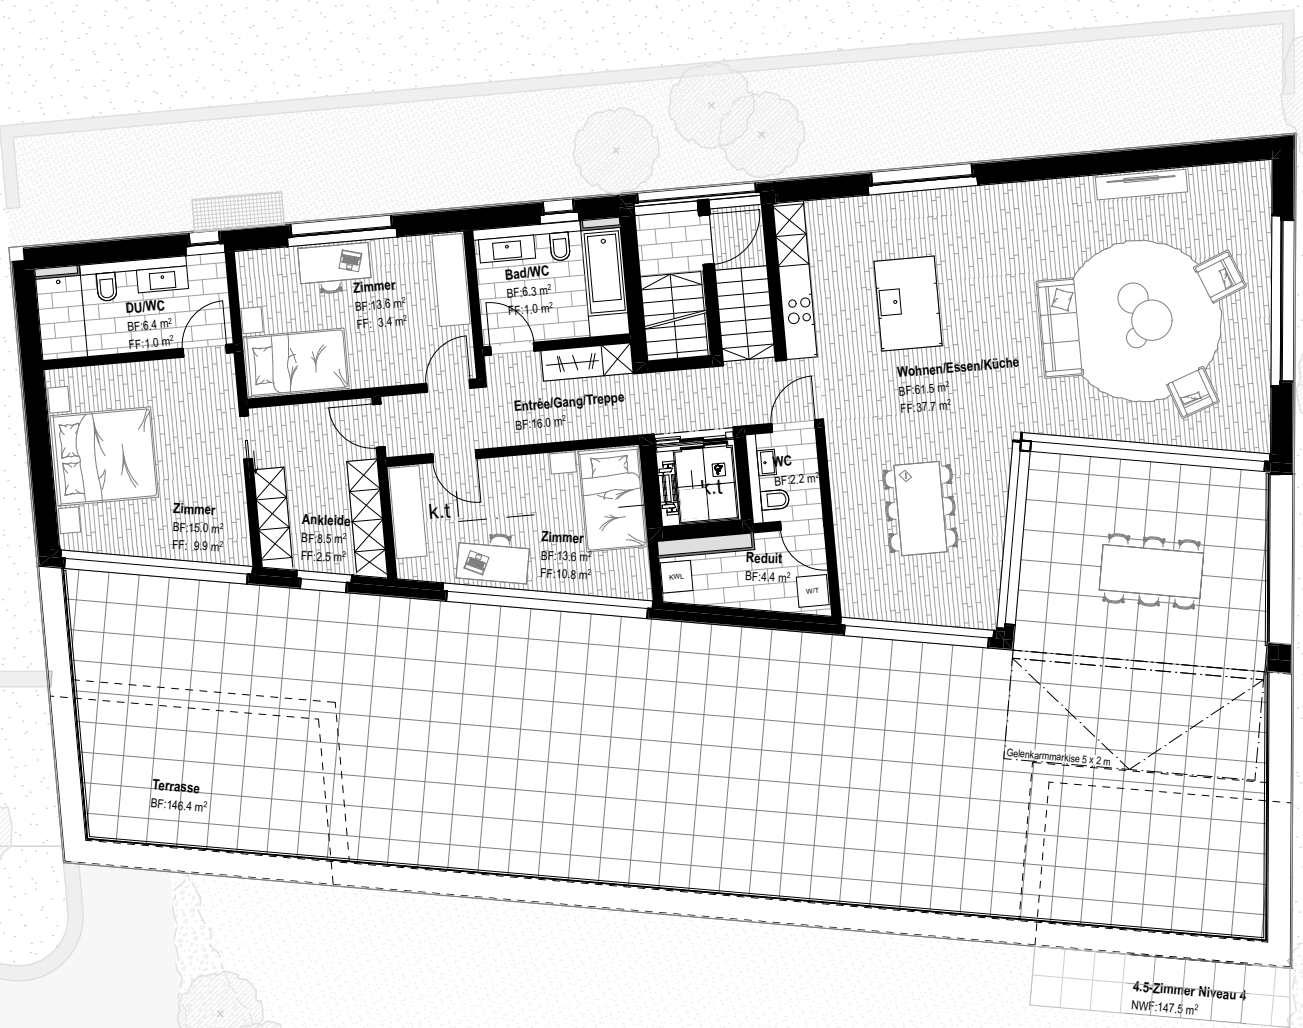 DU/WC
BF:6.4 m²
FF:1.0 m²
Zimmer
BF:13.6 m²
FF: 3.4 m²
Bad/WC
BF:6.3 m²
FF:1.0 m²
Wohnen/Essen/Küche
BF:61.5 m²
FF:37.7 m²
Entrée/Gang/Treppe
BF:16.0 m²
WC
BF:2.2 m²
k.t
k.t
Zimmer
BF:15.0 m²
FF: 9.9 m²
Ankleide
BF:8.5 m²
FF:2.5 m²
Zimmer
BF:13.6 m²
FF:10.8 m²
Reduit
BF:4.4 m²
KWL
W/T
Gelenkarmmarkise 5 x 2 m
Terrasse
BF:146.4 m²
4.5-Zimmer Niveau 4
NWF:147.5 m²